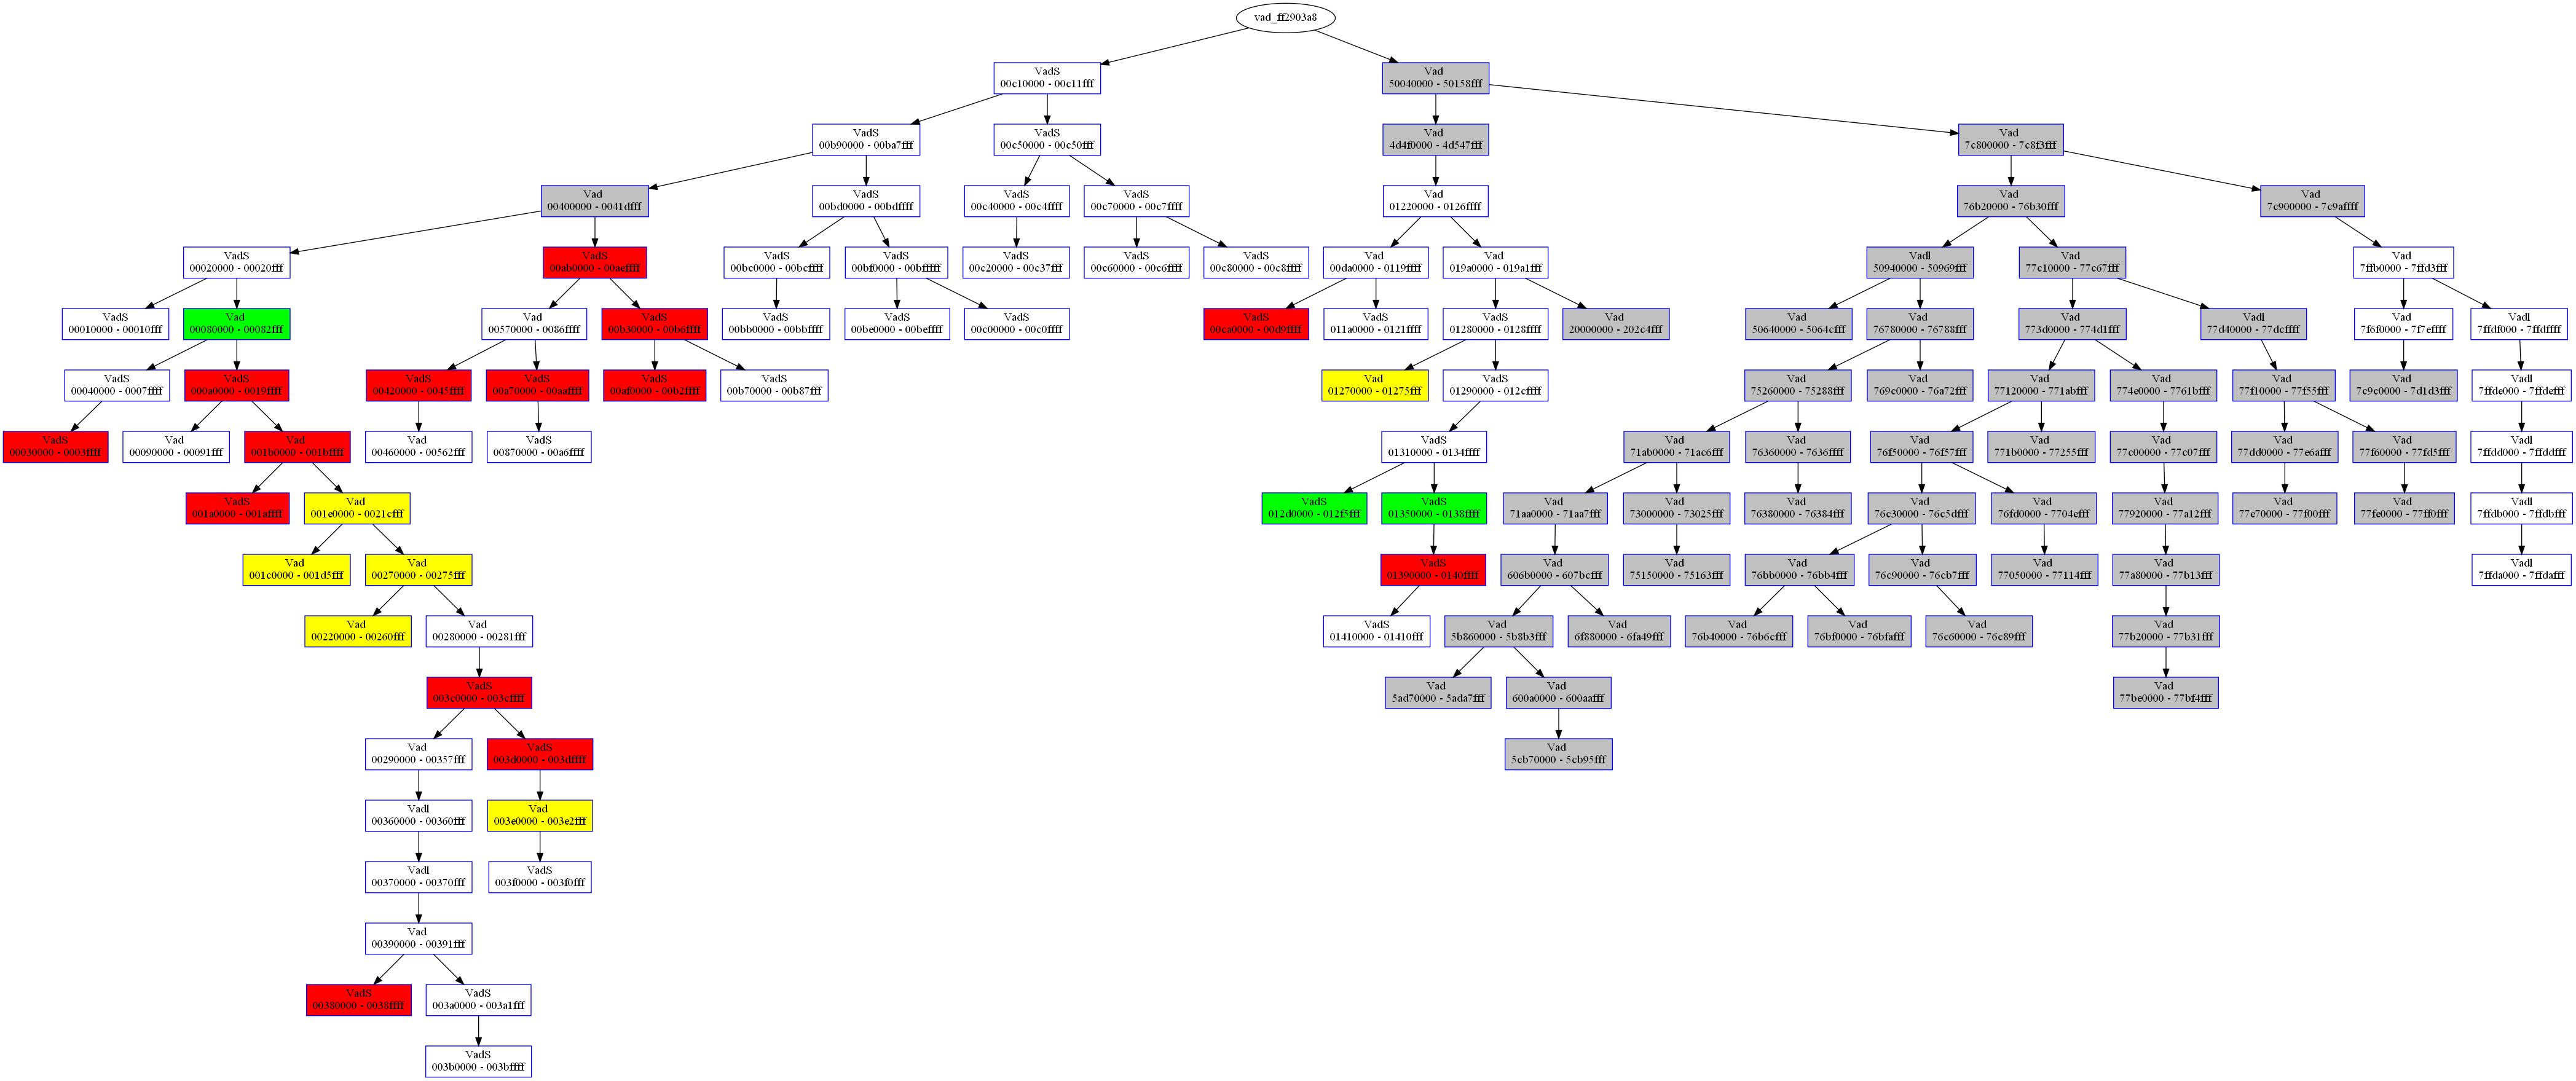 vad_ff2903a8
VadS
00c10000 - 00c11fff
Vad
50040000 - 50158fff
VadS
00b90000 - 00ba7fff
VadS
00c50000 - 00c50fff
Vad
4d4f0000 - 4d547fff
Vad
7c800000 - 7c8f3fff
Vad
00400000 - 0041dfff
VadS
00bd0000 - 00bdffff
VadS
00c40000 - 00c4ffff
VadS
00c70000 - 00c7ffff
Vad
01220000 - 0126ffff
Vad
76b20000 - 76b30fff
Vad
7c900000 - 7c9affff
VadS
00020000 - 00020fff
VadS
00ab0000 - 00aeffff
VadS
00bc0000 - 00bcffff
VadS
00bf0000 - 00bfffff
VadS
00c20000 - 00c37fff
VadS
00c60000 - 00c6ffff
VadS
00c80000 - 00c8ffff
Vad
00da0000 - 0119ffff
Vad
019a0000 - 019a1fff
Vadl
50940000 - 50969fff
Vad
77c10000 - 77c67fff
Vad
7ffb0000 - 7ffd3fff
VadS
00010000 - 00010fff
Vad
00080000 - 00082fff
Vad
00570000 - 0086ffff
VadS
00b30000 - 00b6ffff
VadS
00bb0000 - 00bbffff
VadS
00be0000 - 00beffff
VadS
00c00000 - 00c0ffff
VadS
00ca0000 - 00d9ffff
VadS
011a0000 - 0121ffff
VadS
01280000 - 0128ffff
Vad
20000000 - 202c4fff
Vad
50640000 - 5064cfff
Vad
76780000 - 76788fff
Vad
773d0000 - 774d1fff
Vadl
77d40000 - 77dcffff
Vad
7f6f0000 - 7f7effff
Vadl
7ffdf000 - 7ffdffff
VadS
00040000 - 0007ffff
VadS
000a0000 - 0019ffff
VadS
00420000 - 0045ffff
VadS
00a70000 - 00aaffff
VadS
00af0000 - 00b2ffff
VadS
00b70000 - 00b87fff
Vad
01270000 - 01275fff
VadS
01290000 - 012cffff
Vad
75260000 - 75288fff
Vad
769c0000 - 76a72fff
Vad
77120000 - 771abfff
Vad
774e0000 - 7761bfff
Vad
77f10000 - 77f55fff
Vad
7c9c0000 - 7d1d3fff
Vadl
7ffde000 - 7ffdefff
VadS
00030000 - 0003ffff
Vad
00090000 - 00091fff
Vad
001b0000 - 001bffff
Vad
00460000 - 00562fff
VadS
00870000 - 00a6ffff
VadS
01310000 - 0134ffff
Vad
71ab0000 - 71ac6fff
Vad
76360000 - 7636ffff
Vad
76f50000 - 76f57fff
Vad
771b0000 - 77255fff
Vad
77c00000 - 77c07fff
Vad
77dd0000 - 77e6afff
Vad
77f60000 - 77fd5fff
Vadl
7ffdd000 - 7ffddfff
VadS
001a0000 - 001affff
Vad
001e0000 - 0021cfff
VadS
012d0000 - 012f5fff
VadS
01350000 - 0138ffff
Vad
71aa0000 - 71aa7fff
Vad
73000000 - 73025fff
Vad
76380000 - 76384fff
Vad
76c30000 - 76c5dfff
Vad
76fd0000 - 7704efff
Vad
77920000 - 77a12fff
Vad
77e70000 - 77f00fff
Vad
77fe0000 - 77ff0fff
Vadl
7ffdb000 - 7ffdbfff
Vad
001c0000 - 001d5fff
Vad
00270000 - 00275fff
VadS
01390000 - 0140ffff
Vad
606b0000 - 607bcfff
Vad
75150000 - 75163fff
Vad
76bb0000 - 76bb4fff
Vad
76c90000 - 76cb7fff
Vad
77050000 - 77114fff
Vad
77a80000 - 77b13fff
Vadl
7ffda000 - 7ffdafff
Vad
00220000 - 00260fff
Vad
00280000 - 00281fff
VadS
01410000 - 01410fff
Vad
5b860000 - 5b8b3fff
Vad
6f880000 - 6fa49fff
Vad
76b40000 - 76b6cfff
Vad
76bf0000 - 76bfafff
Vad
76c60000 - 76c89fff
Vad
77b20000 - 77b31fff
VadS
003c0000 - 003cffff
Vad
5ad70000 - 5ada7fff
Vad
600a0000 - 600aafff
Vad
77be0000 - 77bf4fff
Vad
00290000 - 00357fff
VadS
003d0000 - 003dffff
Vad
5cb70000 - 5cb95fff
Vadl
00360000 - 00360fff
Vad
003e0000 - 003e2fff
Vadl
00370000 - 00370fff
VadS
003f0000 - 003f0fff
Vad
00390000 - 00391fff
VadS
00380000 - 0038ffff
VadS
003a0000 - 003a1fff
VadS
003b0000 - 003bffff